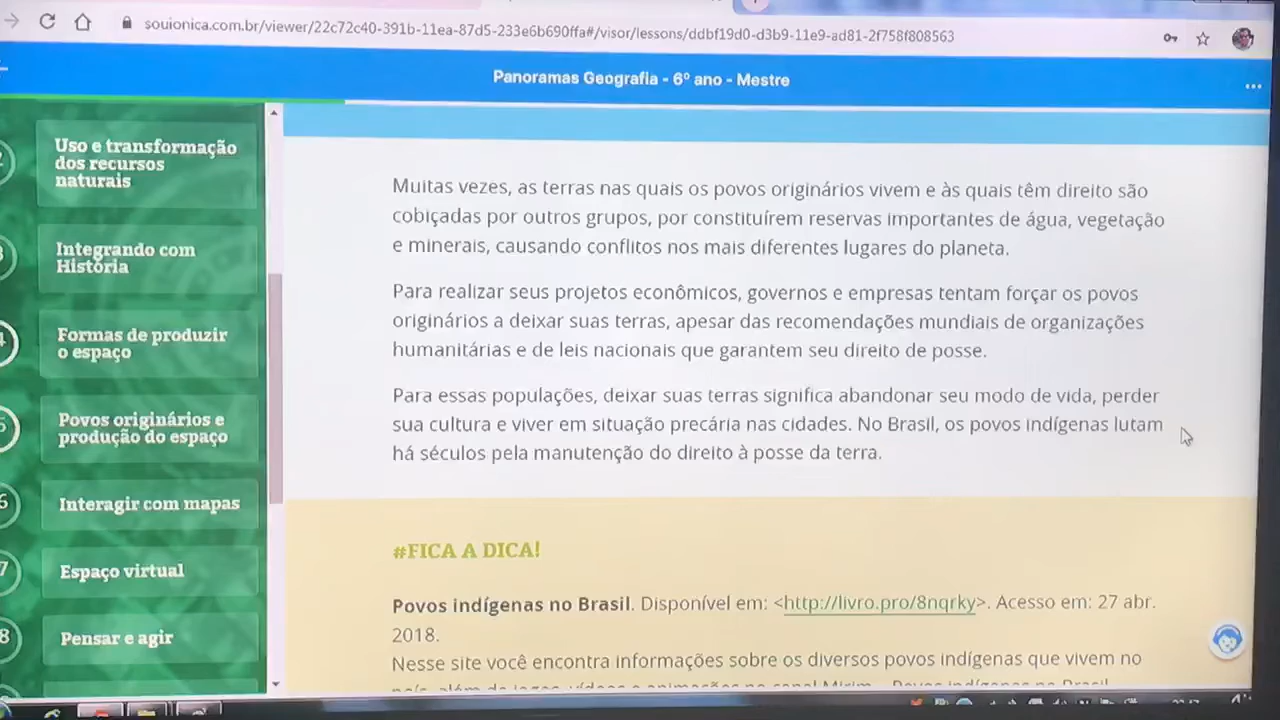 souionica.com.br/viewer/22c72c40-391b-11ea-87d5-233e6b690ffa#/visor/lessons/ddbf19d0-d3b9-11e9-ad81-2f758f808563
Panoramas Geografia - 6º ano - Mestre
Uso e transformação
dos recursos
naturais
Integrando com
História
Formas de produzir
o espaço
Povos originários e
produção do espaço
6
Interagir com mapas
7
Espaço virtual
8
Pensar e agir
Muitas vezes, as terras nas quais os povos originários vivem e às quais têm direito são
cobiçadas por outros grupos, por constituírem reservas importantes de água, vegetação
e minerais, causando conflitos nos mais diferentes lugares do planeta.
Para realizar seus projetos econômicos, governos e empresas tentam forçar os povos
originários a deixar suas terras, apesar das recomendações mundiais de organizações
humanitárias e de leis nacionais que garantem seu direito de posse.
Para essas populações, deixar suas terras significa abandonar seu modo de vida, perder
sua cultura e viver em situação precária nas cidades. No Brasil, os povos indígenas lutam
há séculos pela manutenção do direito à posse da terra.
#FICA A DICA!
Povos indígenas no Brasil. Disponível em: <http://livro.pro/8nqrky>. Acesso em: 27 abr.
2018.
Nesse site você encontra informações sobre os diversos povos indígenas que vivem no